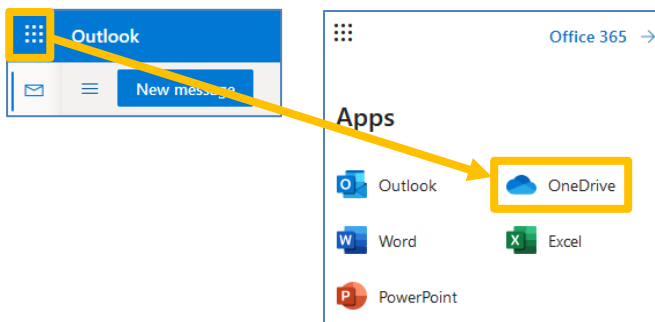 Outlook
New message
Office 365 →
Apps
Outlook
OneDrive
Word
Excel
PowerPoint